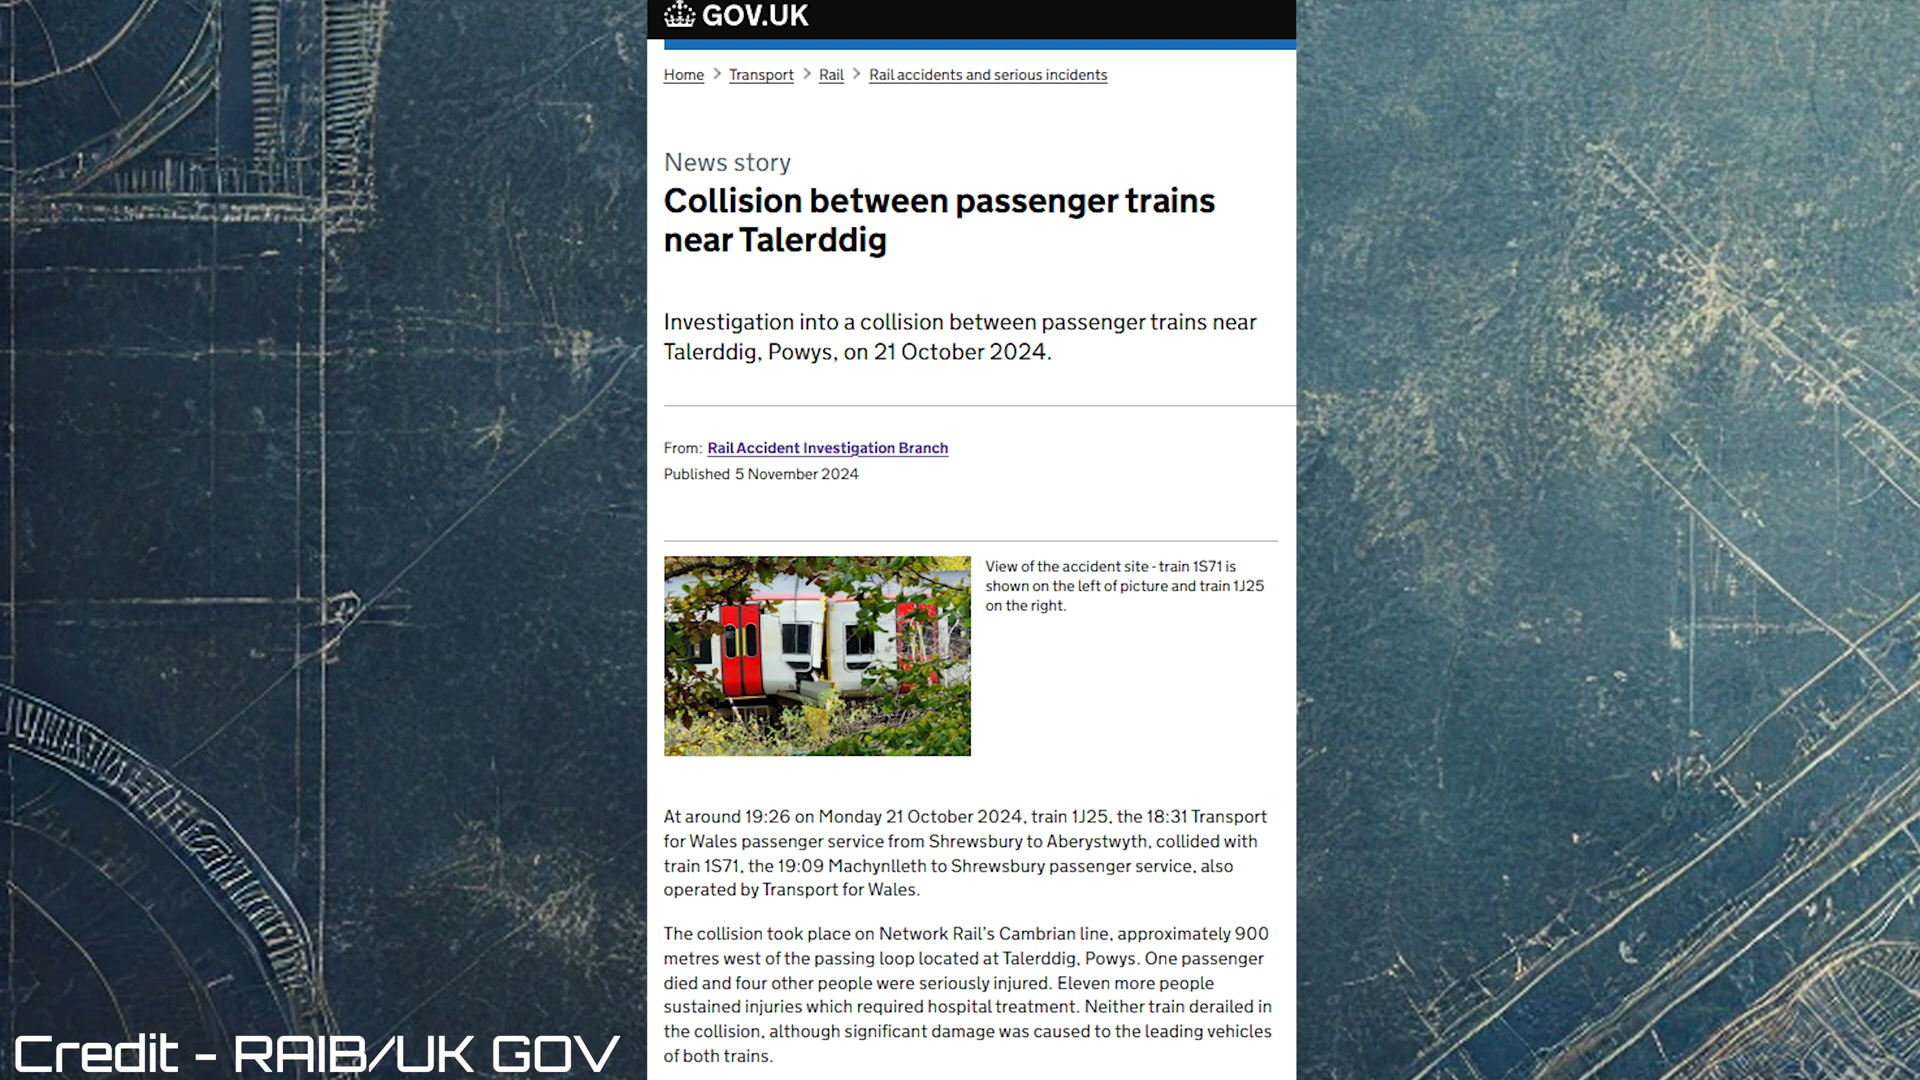 GOV.UK
Home > Transport > Rail > Rail accidents and serious incidents
News story
Collision between passenger trains
near Talerddig
Investigation into a collision between passenger trains near
Talerddig, Powys, on 21 October 2024.
From: Rail Accident Investigation Branch
Published 5 November 2024
View of the accident site - train 1S71 is
shown on the left of picture and train 1J25
on the right.
At around 19:26 on Monday 21 October 2024, train 1J25, the 18:31 Transport
for Wales passenger service from Shrewsbury to Aberystwyth, collided with
train 1S71, the 19:09 Machynlleth to Shrewsbury passenger service, also
operated by Transport for Wales.
The collision took place on Network Rail's Cambrian line, approximately 900
metres west of the passing loop located at Talerddig, Powys. One passenger
died and four other people were seriously injured. Eleven more people
sustained injuries which required hospital treatment. Neither train derailed in
the collision, although significant damage was caused to the leading vehicles
of both trains.
Credit - RAIB/UK GOV